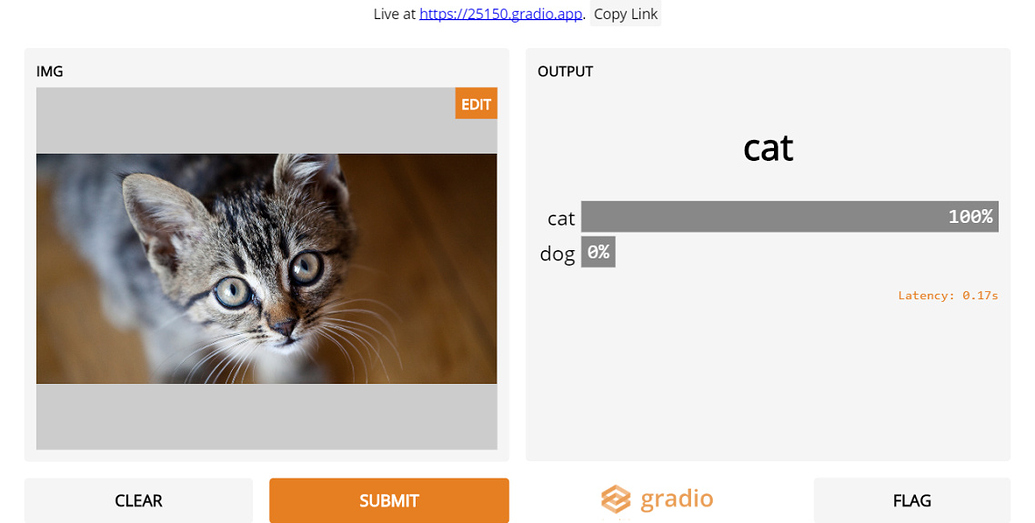 Live at https://25150.gradio.app. Copy Link
IMG
EDIT
OUTPUT
cat
cat 100%
dog 0%
Latency: 0.17s
CLEAR
SUBMIT
gradio
FLAG